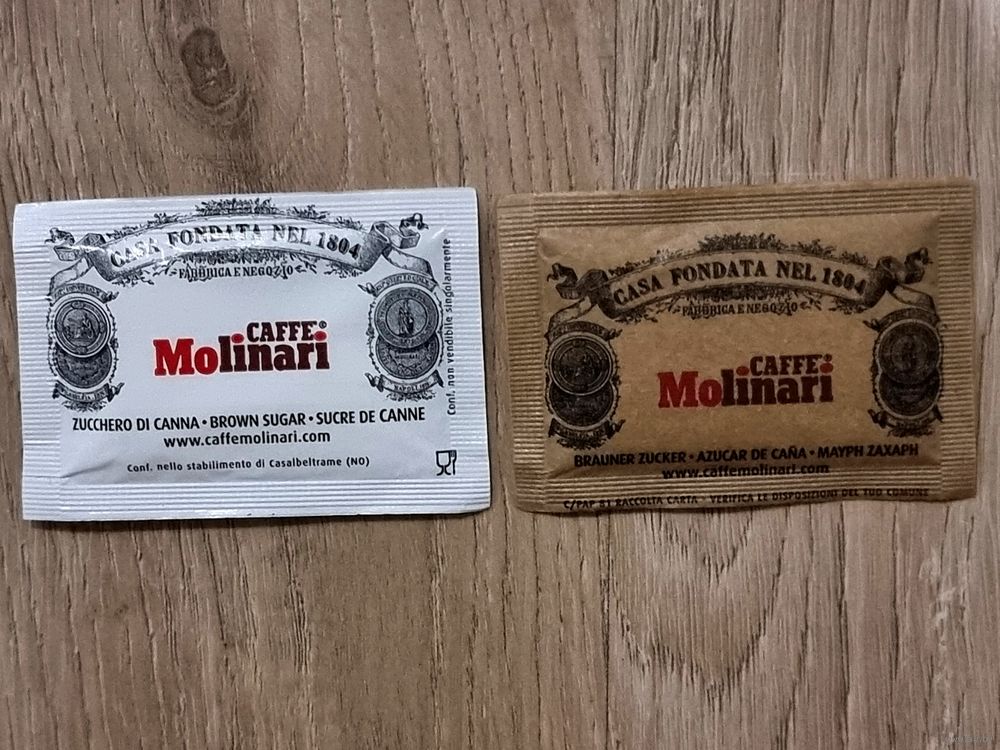 CASA FONDATA NEL 1804
FABBRICA E NEGOZIO
CAFFE®
Molinari
ZUCCHERO DI CANNA • BROWN SUGAR • SUCRE DE CANNE
www.caffemolinari.com
Conf. nello stabilimento di Casalbeltrame (NO)
Conf. non vendibile singolarmente
CASA FONDATA NEL 1804
FABBRICA E NEGOZIO
CAFFE®
Molinari
BRAUNER ZUCKER • AZUCAR DE CAÑA • MAYPH ZAXAPH
www.caffemolinari.com
C/PAP 81 RACCOLTA CARTA - VERIFICA LE DISPOSIZIONI DEL TUO COMUNE